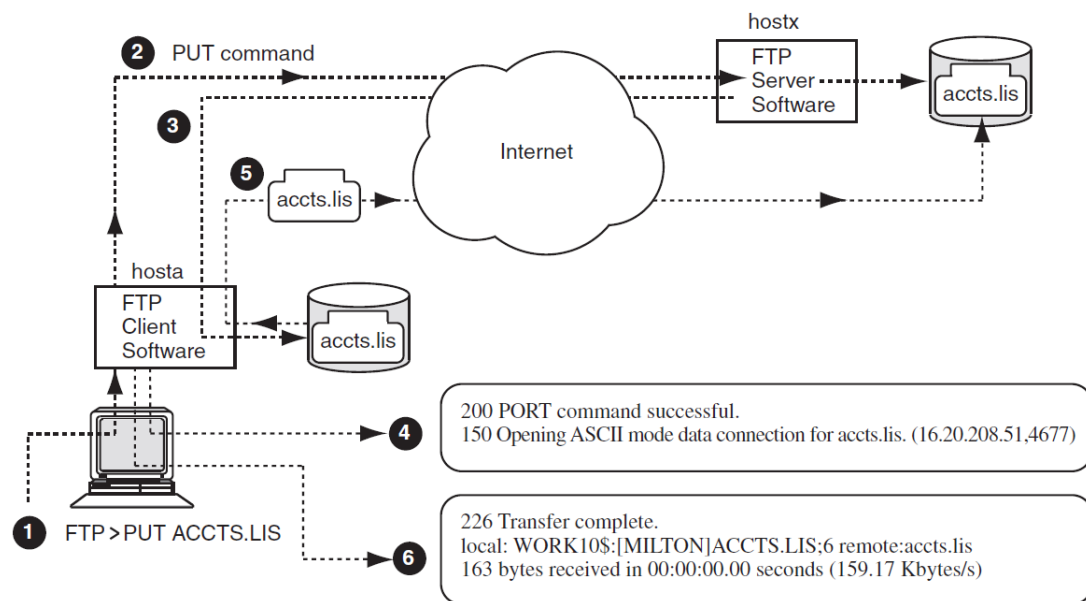 hostx
2 PUT command
FTP
Server
Software
accts.lis
3
Internet
5
accts.lis
hosta
FTP
Client
Software
accts.lis
200 PORT command successful.
150 Opening ASCII mode data connection for accts.lis. (16.20.208.51,4677)
4
1 FTP>PUT ACCTS.LIS
226 Transfer complete.
local: WORK10$:[MILTON]ACCTS.LIS;6 remote:accts.lis
163 bytes received in 00:00:00.00 seconds (159.17 Kbytes/s)
6